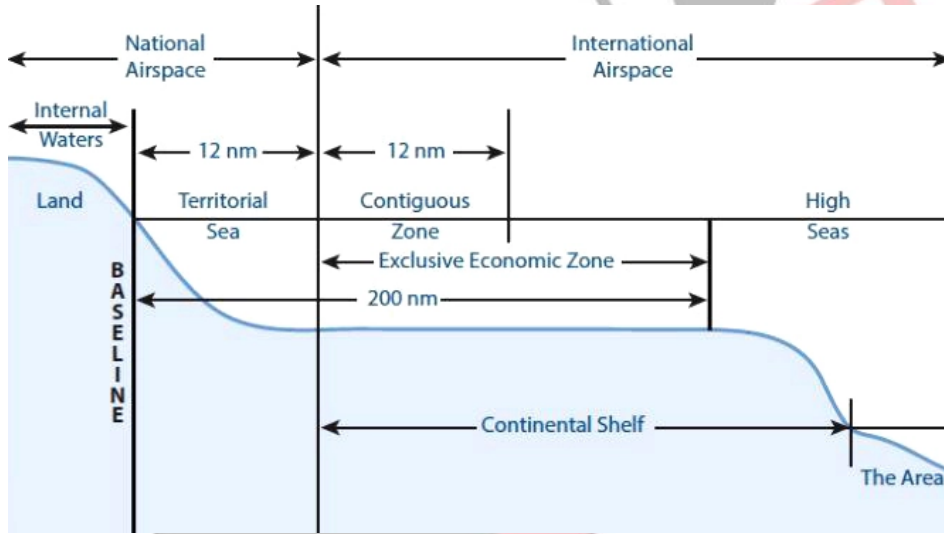 National
Airspace
International
Airspace
Internal
Waters
12 nm
12 nm
Land
Territorial
Sea
Contiguous
Zone
High
Seas
Exclusive Economic Zone
200 nm
BASELINE
Continental Shelf
The Area